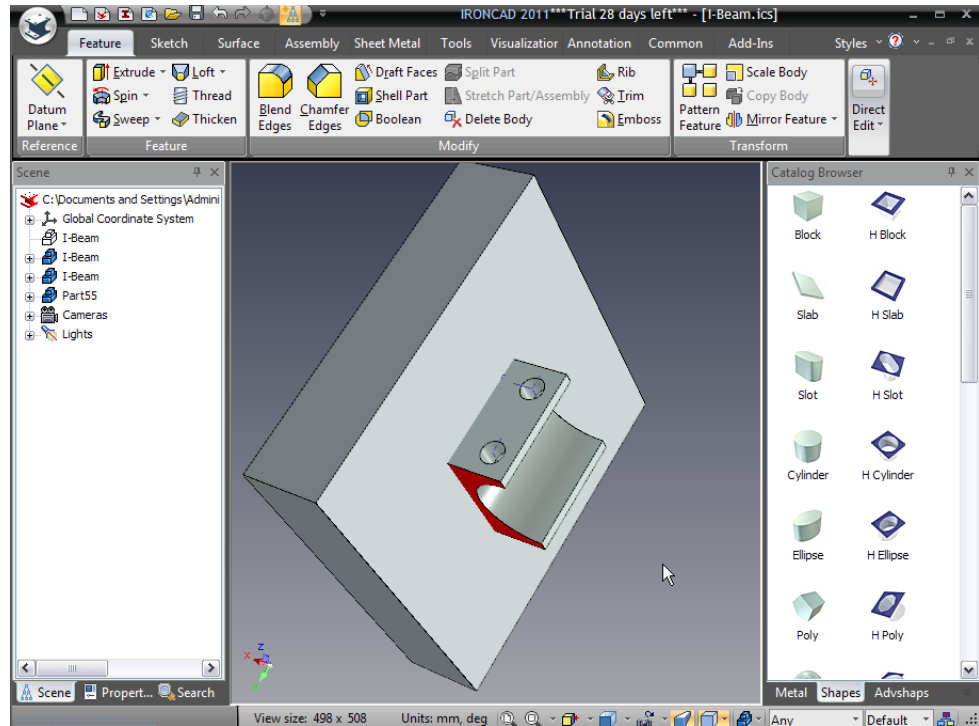 IRONCAD 2011***Trial 28 days left*** - [I-Beam.ics]
Feature Sketch Surface Assembly Sheet Metal Tools Visualization Annotation Common Add-Ins Styles
Datum Plane
Extrude Loft
Spin Thread
Sweep Thicken
Blend Edges
Chamfer Edges
Draft Faces Split Part Rib
Shell Part Stretch Part/Assembly Trim
Boolean Delete Body Emboss
Pattern Feature
Scale Body
Copy Body
Mirror Feature
Direct Edit
Reference Feature Modify Transform
Scene
C:\Documents and Settings\Admini
Global Coordinate System
I-Beam
I-Beam
I-Beam
Part55
Cameras
Lights
Scene Propert... Search
z
x
Catalog Browser
Block H Block
Slab H Slab
Slot H Slot
Cylinder H Cylinder
Ellipse H Ellipse
Poly H Poly
Metal Shapes Advshaps
View size: 498 x 508 Units: mm, deg Any Default